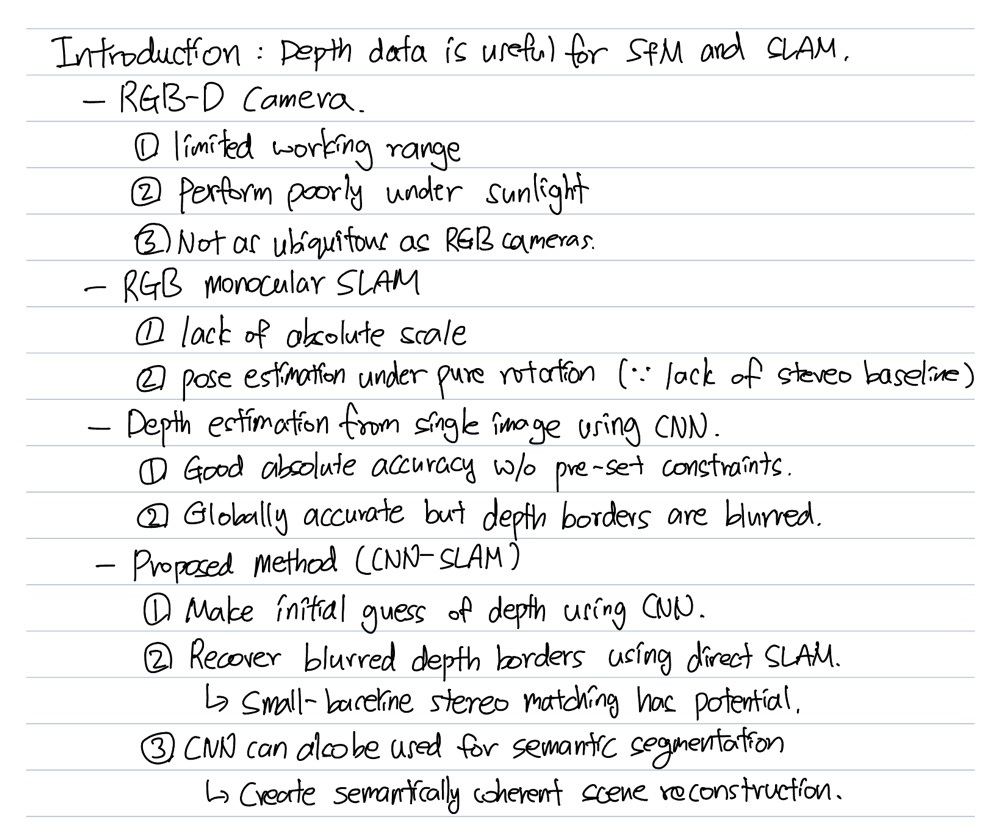 Introduction : Depth data is useful for SfM and SLAM.
– RGB-D Camera.
① limited working range
② Perform poorly under sunlight
③ Not as ubiquitous as RGB cameras.
– RGB monocular SLAM
① lack of absolute scale
② pose estimation under pure rotation (∵ lack of stereo baseline)
– Depth estimation from single image using CNN.
① Good absolute accuracy w/o pre-set constraints.
② Globally accurate but depth borders are blurred.
– Proposed method (CNN-SLAM)
① Make initial guess of depth using CNN.
② Recover blurred depth borders using direct SLAM.
↳ Small-baseline stereo matching has potential.
③ CNN can also be used for semantic segmentation
↳ Create semantically coherent scene reconstruction.